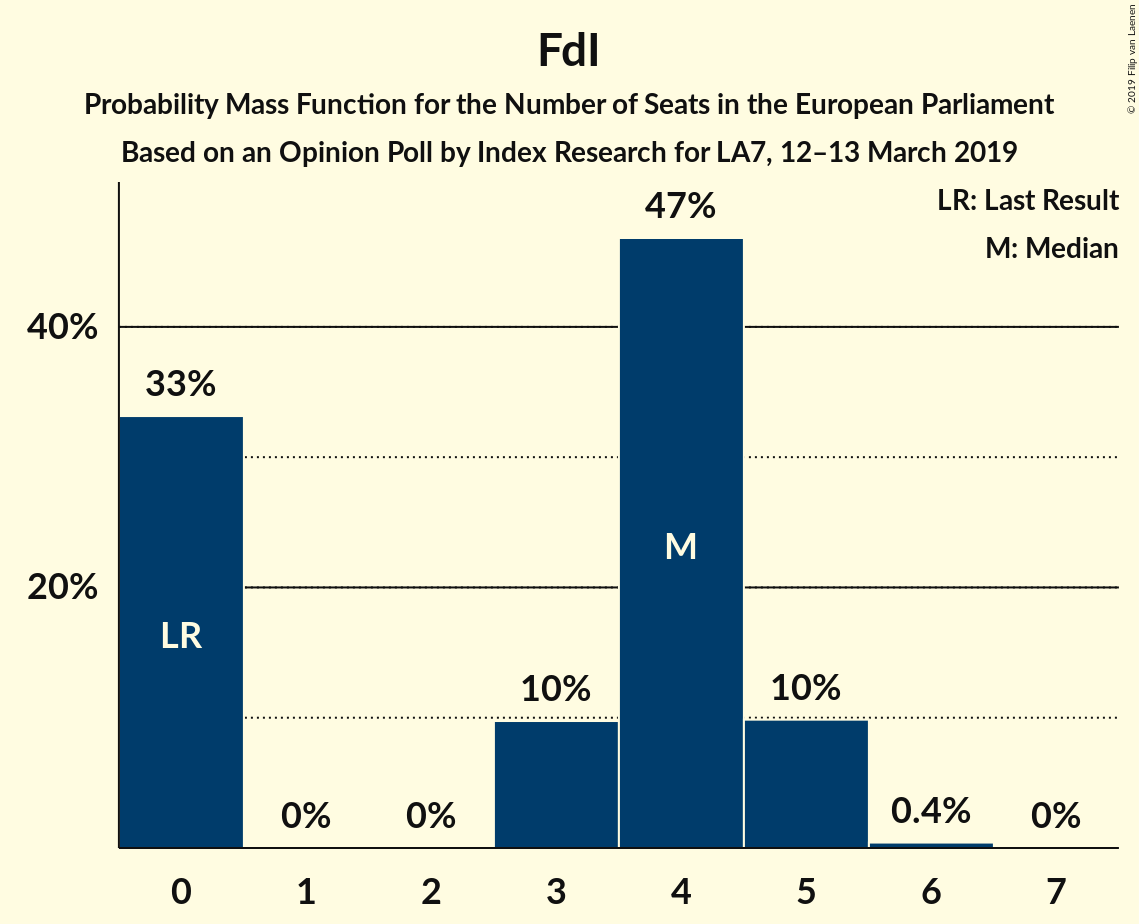 FdI
Probability Mass Function for the Number of Seats in the European Parliament
Based on an Opinion Poll by Index Research for LA7, 12–13 March 2019
© 2019 Filip van Laenen
LR: Last Result
M: Median
47%
40%
33%
M
20%
LR
10%
10%
0%
0%
0.4%
0%
0 1 2 3 4 5 6 7